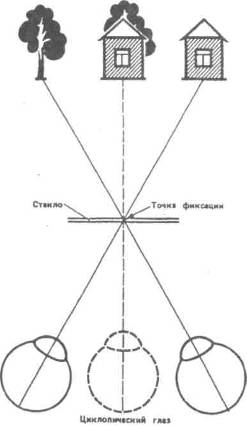 Стекло
Точка фиксации
Циклопический глаз